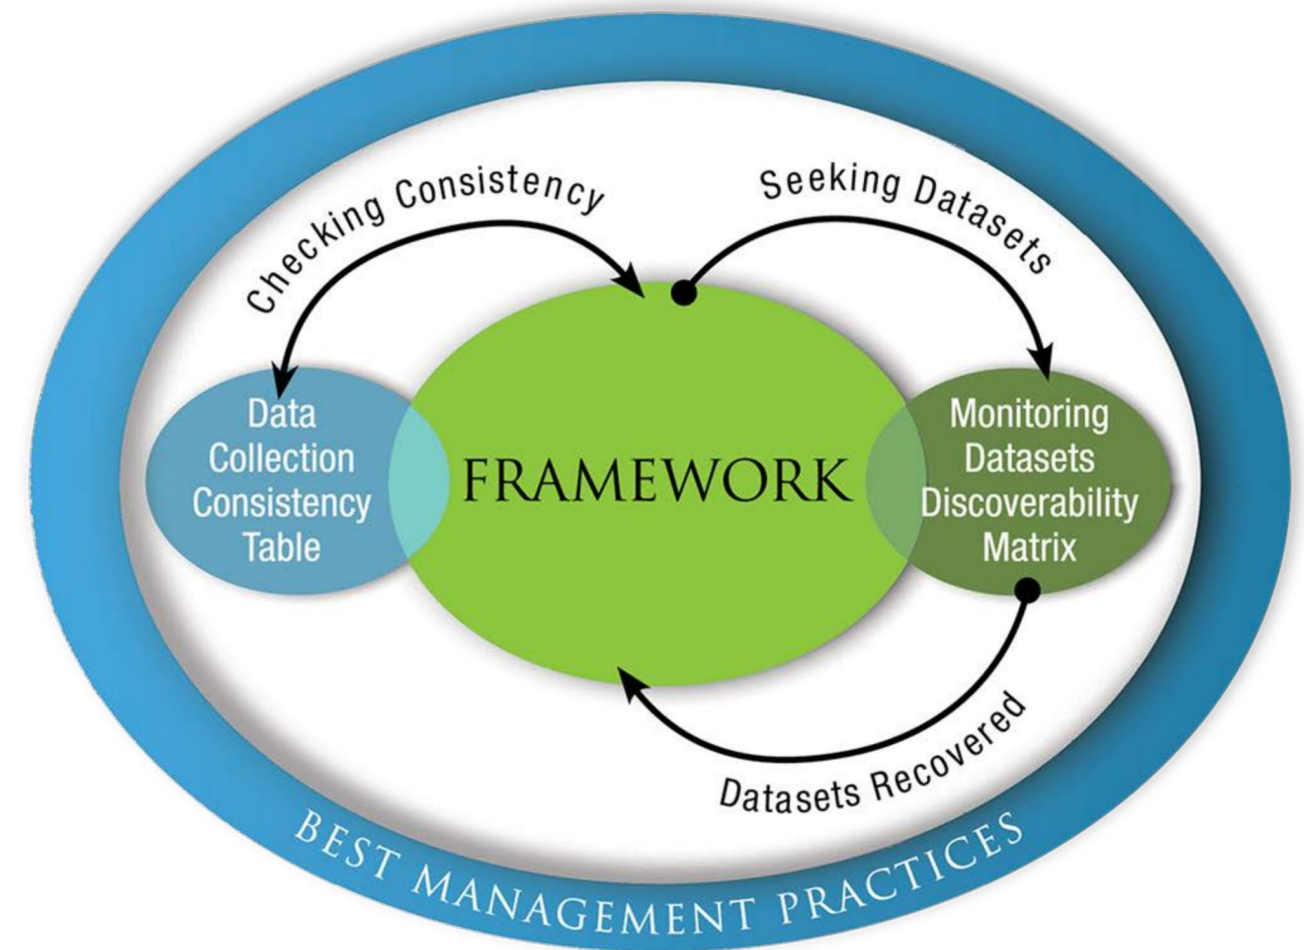 Checking Consistency
Seeking Datasets
Data
Collection
Consistency
Table
FRAMEWORK
Monitoring
Datasets
Discoverability
Matrix
Datasets Recovered
BEST MANAGEMENT PRACTICES